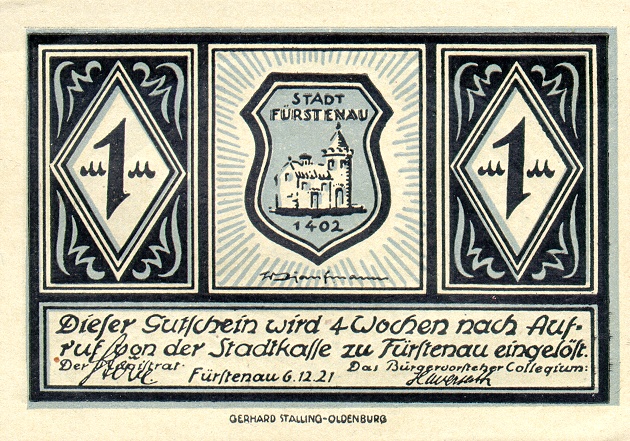 STADT
FÜRSTENAU
1 1
M M M M
1402
Dieser Gutschein wird 4 Wochen nach Auf-
ruf von der Stadtkasse zu Fürstenau eingelöst.
Der Magistrat: Das Bürgervorsteher Collegium:
Fürstenau 6.12.21
GERHARD STALLING-OLDENBURG